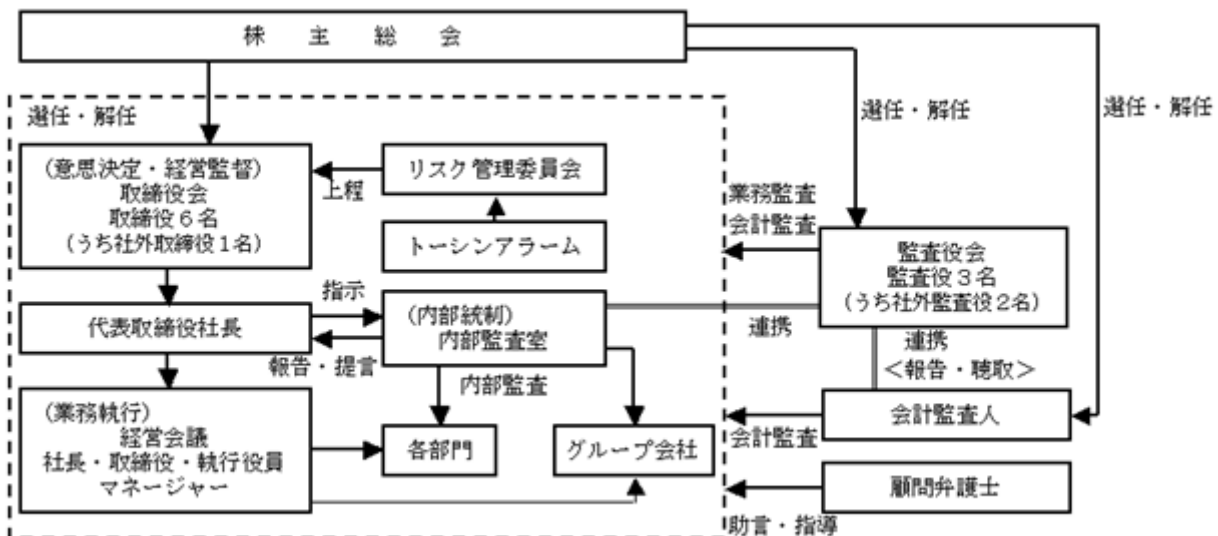 株主総会
選任・解任
選任・解任
選任・解任
(意思決定・経営監督)
取締役会
取締役6名
(うち社外取締役1名)
上程
リスク管理委員会
トーシンアラーム
業務監査
会計監査
監査役会
監査役3名
(うち社外監査役2名)
代表取締役社長
指示
報告・提言
(内部統制)
内部監査室
連携
連携
<報告・聴取>
内部監査
(業務執行)
経営会議
社長・取締役・執行役員
マネージャー
各部門
グループ会社
会計監査
会計監査人
顧問弁護士
助言・指導